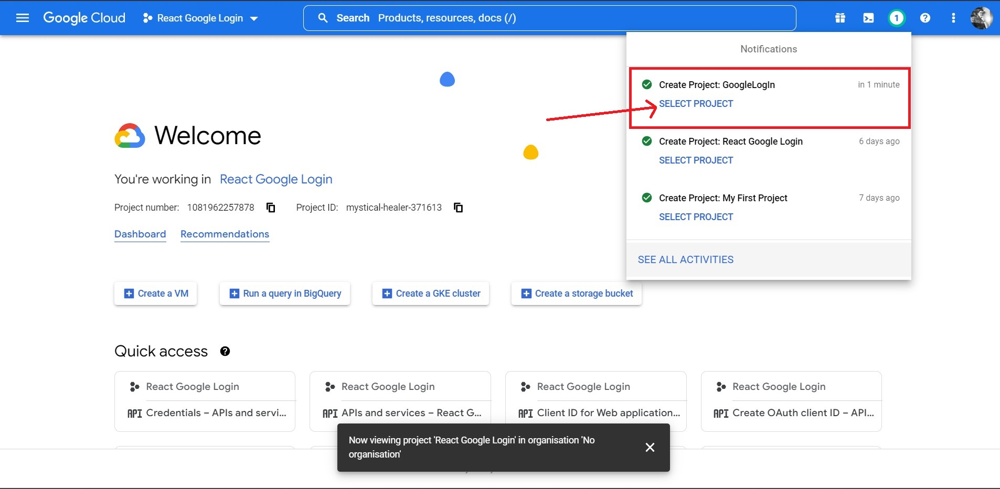 Google Cloud
React Google Login
Search Products, resources, docs (/)
1
Notifications
Create Project: GoogleLogIn
in 1 minute
SELECT PROJECT
Create Project: React Google Login
6 days ago
SELECT PROJECT
Create Project: My First Project
7 days ago
SELECT PROJECT
SEE ALL ACTIVITIES
Welcome
You're working in React Google Login
Project number: 1081962257878 Project ID: mystical-healer-371613
Dashboard Recommendations
Create a VM
Run a query in BigQuery
Create a GKE cluster
Create a storage bucket
Quick access
React Google Login
API Credentials – APIs and servi...
React Google Login
API APIs and services – React G...
React Google Login
API Client ID for Web application...
React Google Login
API Create OAuth client ID – API...
Now viewing project 'React Google Login' in organisation 'No
organisation'